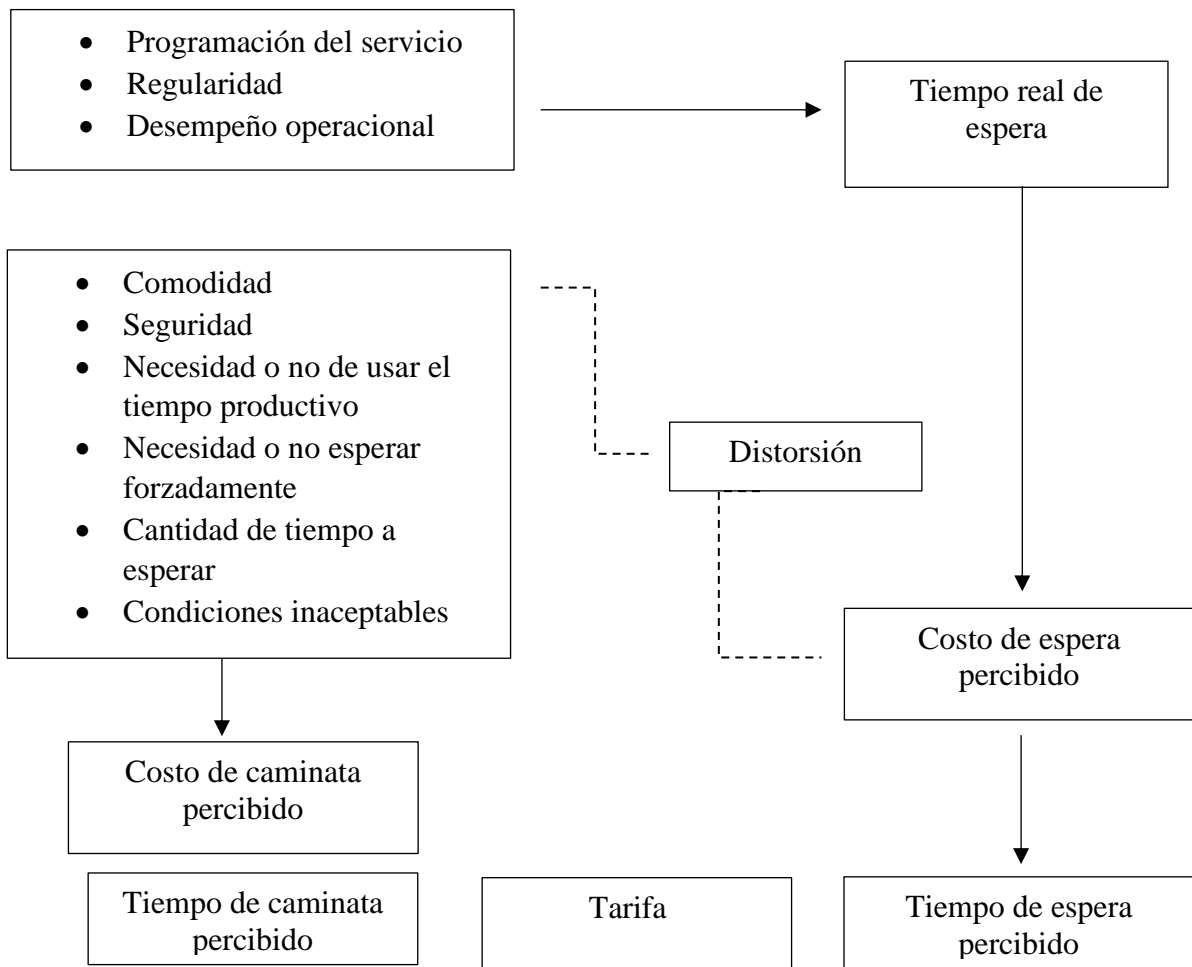 • Programación del servicio
• Regularidad
• Desempeño operacional
Tiempo real de
espera
• Comodidad
• Seguridad
• Necesidad o no de usar el
tiempo productivo
• Necesidad o no esperar
forzadamente
• Cantidad de tiempo a
esperar
• Condiciones inaceptables
Distorsión
Costo de espera
percibido
Costo de caminata
percibido
Tiempo de caminata
percibido
Tarifa
Tiempo de espera
percibido